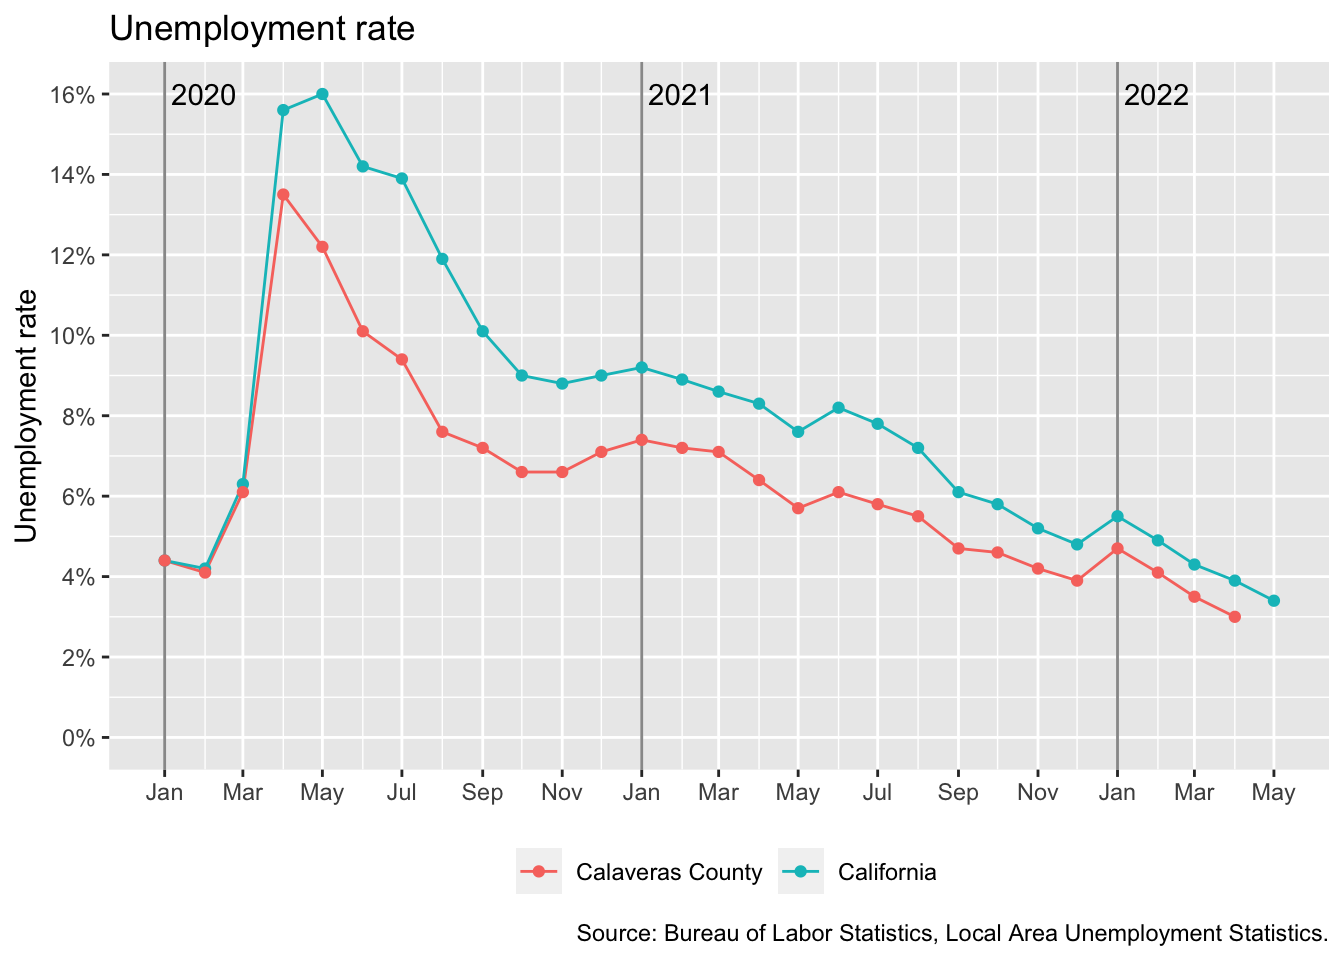 Unemployment rate
Unemployment rate
16%
14%
12%
10%
8%
6%
4%
2%
0%
2020 2021 2022
Jan Mar May Jul Sep Nov Jan Mar May Jul Sep Nov Jan Mar May
Calaveras County California
Source: Bureau of Labor Statistics, Local Area Unemployment Statistics.